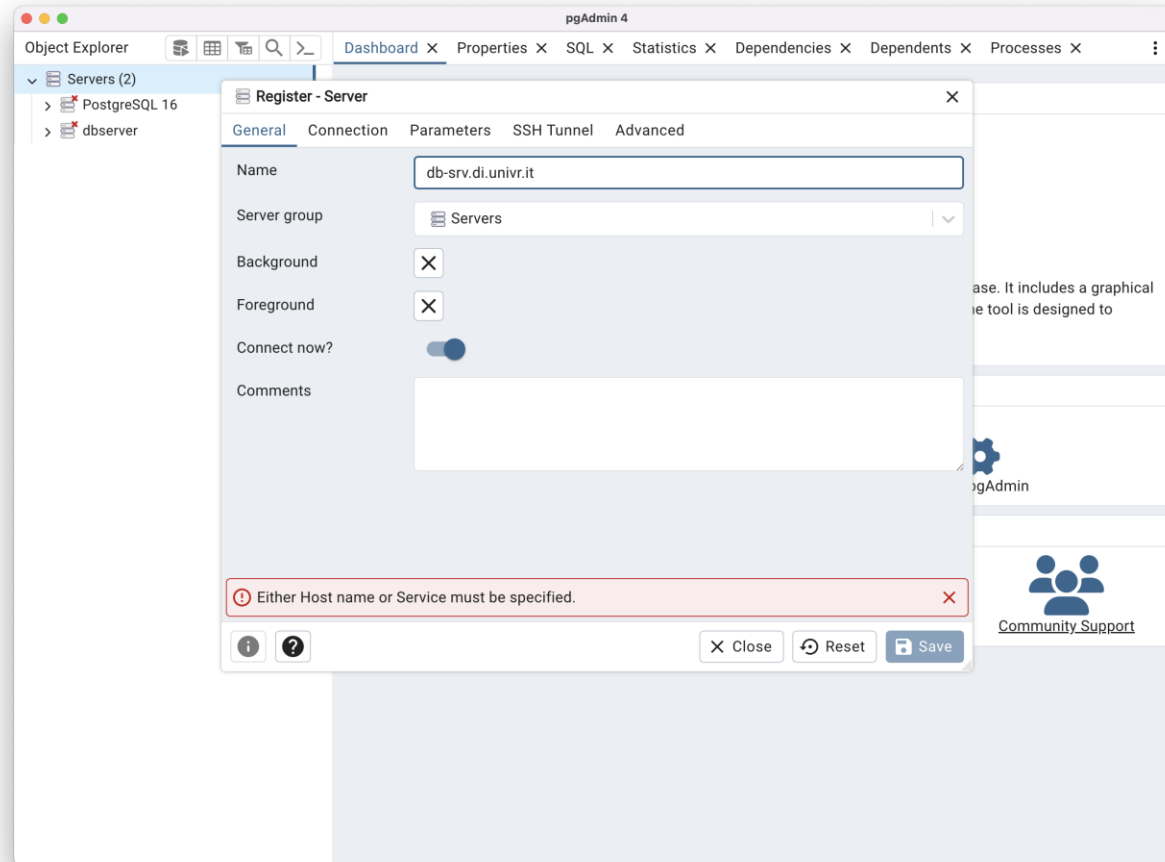 pgAdmin 4
Object Explorer
Dashboard Properties SQL Statistics Dependencies Dependents Processes
Servers (2)
PostgreSQL 16
dbserver
Register - Server
General Connection Parameters SSH Tunnel Advanced
Name
db-srv.di.univr.it
Server group
Servers
Background
Foreground
Connect now?
Comments
ase. It includes a graphical
e tool is designed to
pgAdmin
Either Host name or Service must be specified.
Community Support
Close Reset Save